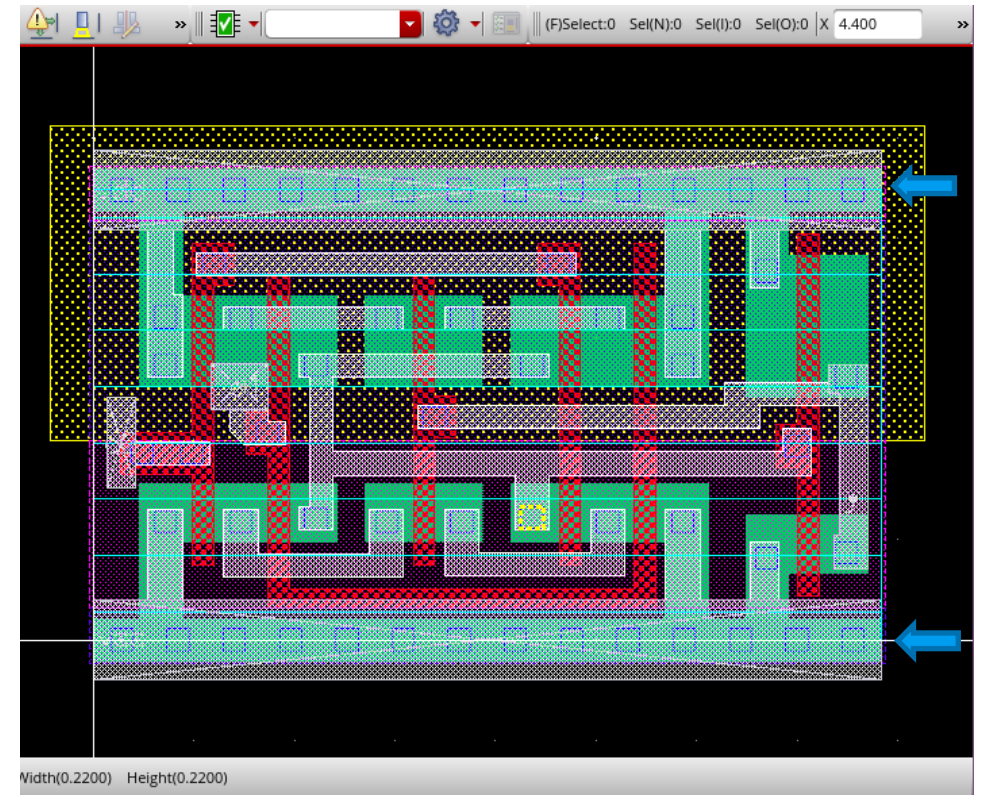 » (F)Select:0 Sel(N):0 Sel(I):0 Sel(O):0 X 4.400 »
Width(0.2200) Height(0.2200)